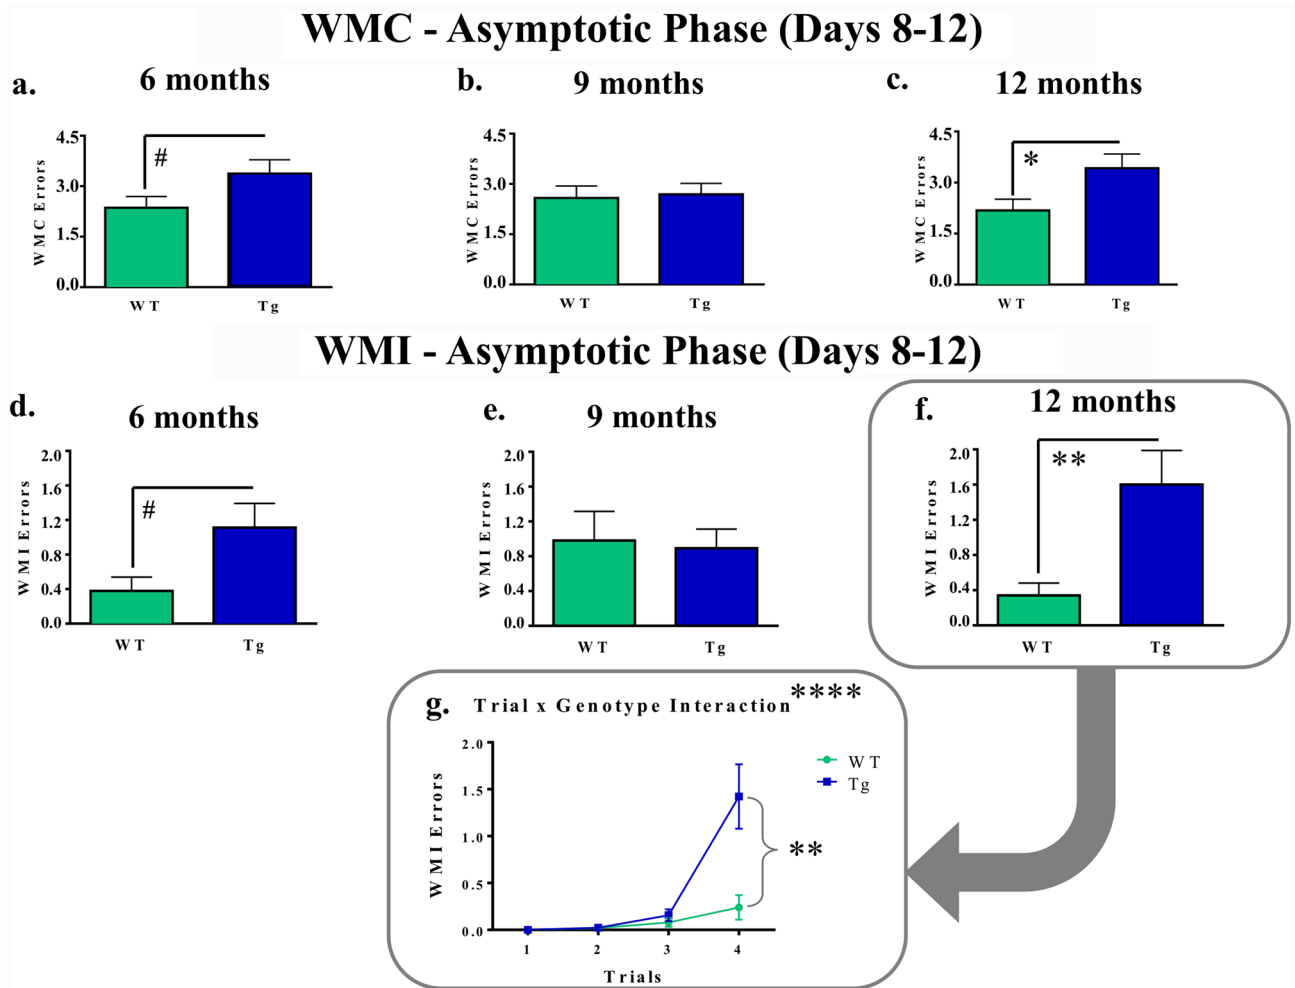 WMC - Asymptotic Phase (Days 8-12)
a.
6 months
4.5
3.0
1.5
0.0
WMC Errors
#
WT
Tg
b.
9 months
4.5
3.0
1.5
0.0
WMC Errors
WT
Tg
c.
12 months
4.5
3.0
1.5
0.0
WMC Errors
*
WT
Tg
WMI - Asymptotic Phase (Days 8-12)
d.
6 months
2.0
1.6
1.2
0.8
0.4
0.0
WMI Errors
#
WT
Tg
e.
9 months
2.0
1.6
1.2
0.8
0.4
0.0
WMI Errors
WT
Tg
f.
12 months
2.0
1.6
1.2
0.8
0.4
0.0
WMI Errors
**
WT
Tg
g.
Trial x Genotype Interaction****
2.0
1.5
1.0
0.5
0.0
WMI Errors
WT
Tg
**
1 2 3 4
Trials